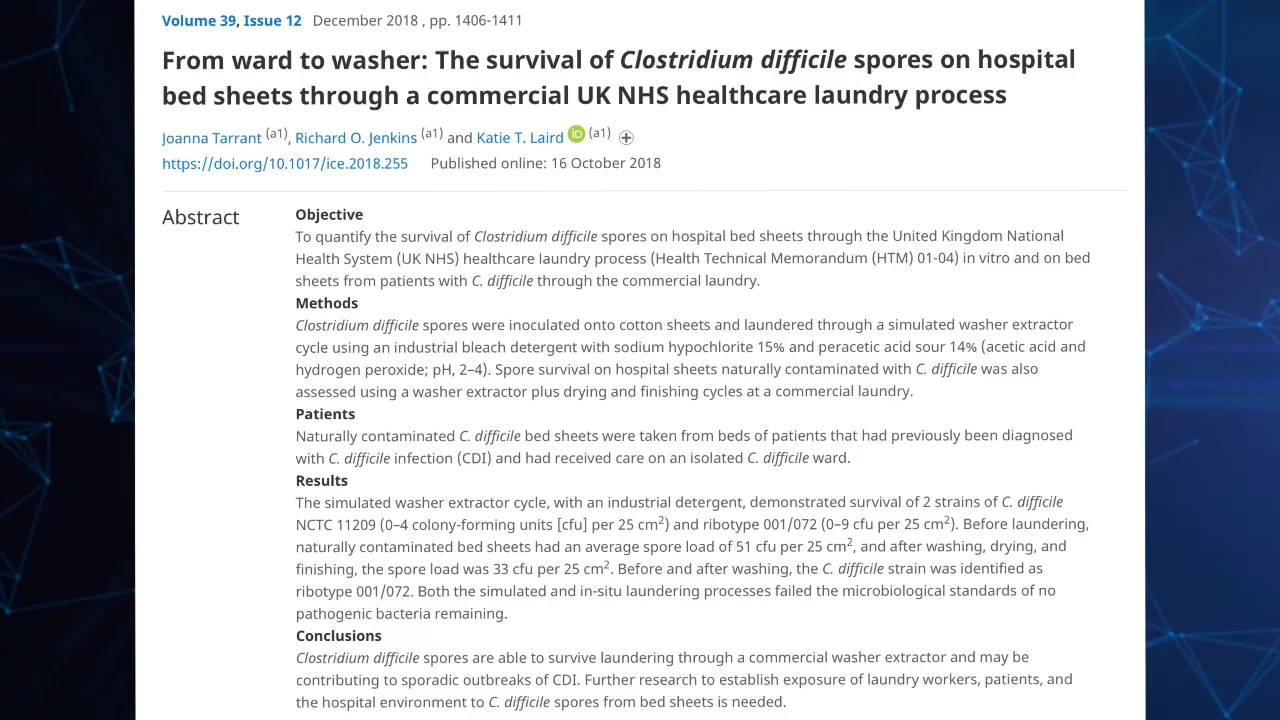 Volume 39, Issue 12 December 2018 , pp. 1406-1411
From ward to washer: The survival of Clostridium difficile spores on hospital
bed sheets through a commercial UK NHS healthcare laundry process
Joanna Tarrant (a1), Richard O. Jenkins (a1) and Katie T. Laird iD (a1)
https://doi.org/10.1017/ice.2018.255 Published online: 16 October 2018
Abstract
Objective
To quantify the survival of Clostridium difficile spores on hospital bed sheets through the United Kingdom National
Health System (UK NHS) healthcare laundry process (Health Technical Memorandum (HTM) 01-04) in vitro and on bed
sheets from patients with C. difficile through the commercial laundry.
Methods
Clostridium difficile spores were inoculated onto cotton sheets and laundered through a simulated washer extractor
cycle using an industrial bleach detergent with sodium hypochlorite 15% and peracetic acid sour 14% (acetic acid and
hydrogen peroxide; pH, 2–4). Spore survival on hospital sheets naturally contaminated with C. difficile was also
assessed using a washer extractor plus drying and finishing cycles at a commercial laundry.
Patients
Naturally contaminated C. difficile bed sheets were taken from beds of patients that had previously been diagnosed
with C. difficile infection (CDI) and had received care on an isolated C. difficile ward.
Results
The simulated washer extractor cycle, with an industrial detergent, demonstrated survival of 2 strains of C. difficile
NCTC 11209 (0–4 colony-forming units [cfu] per 25 cm²) and ribotype 001/072 (0–9 cfu per 25 cm²). Before laundering,
naturally contaminated bed sheets had an average spore load of 51 cfu per 25 cm², and after washing, drying, and
finishing, the spore load was 33 cfu per 25 cm². Before and after washing, the C. difficile strain was identified as
ribotype 001/072. Both the simulated and in-situ laundering processes failed the microbiological standards of no
pathogenic bacteria remaining.
Conclusions
Clostridium difficile spores are able to survive laundering through a commercial washer extractor and may be
contributing to sporadic outbreaks of CDI. Further research to establish exposure of laundry workers, patients, and
the hospital environment to C. difficile spores from bed sheets is needed.